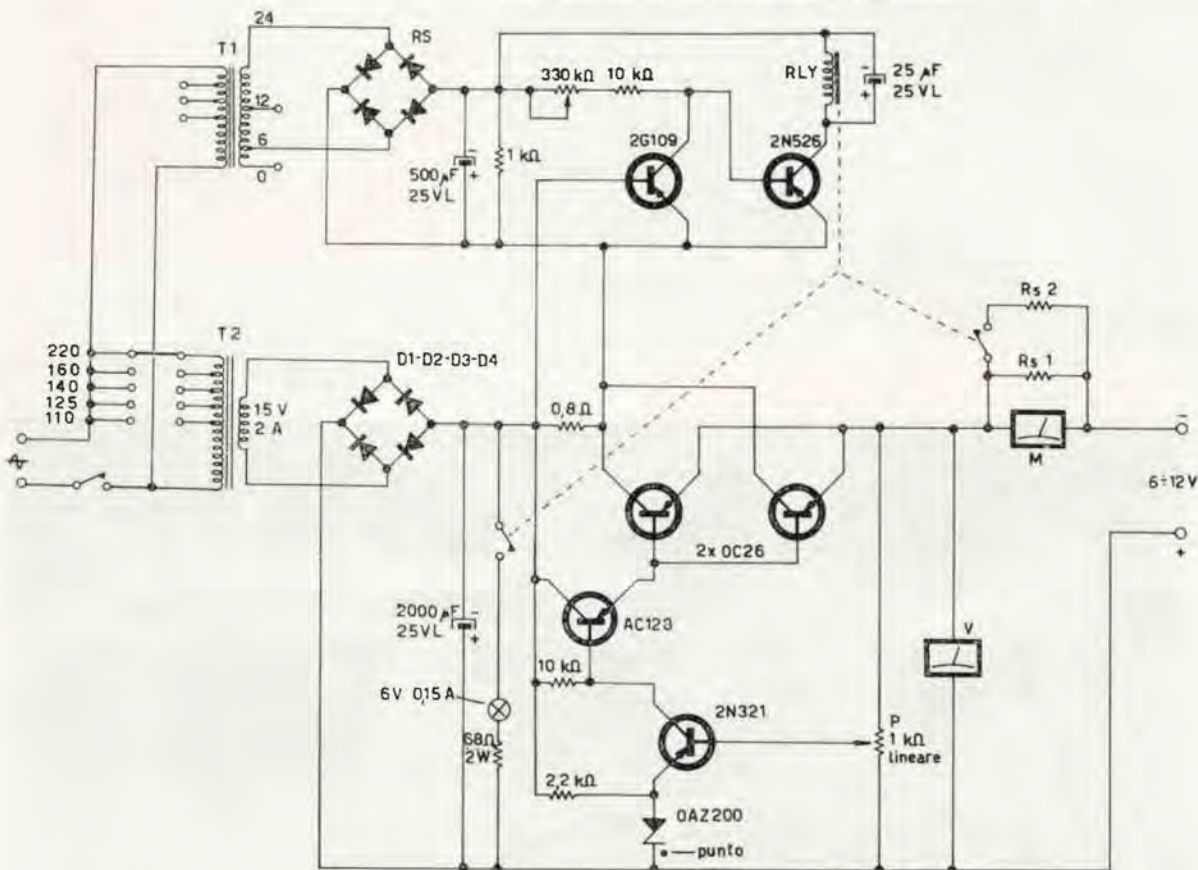 24
T1
RS
RLY
25 µF
25 VL
-
+
330 kΩ
10 kΩ
12
6
0
2G109
2N526
1 kΩ
500 µF
25 VL
-
+
Rs 2
Rs 1
T2
D1-D2-D3-D4
220
160
140
125
110
15 V
2 A
0,8 Ω
M
-
6÷12 V
+
2x OC26
2000 µF
25 VL
-
+
AC128
V
10 kΩ
6V 0,15 A
2N321
P
1 kΩ
lineare
68 Ω
2W
2,2 kΩ
OAZ200
punto